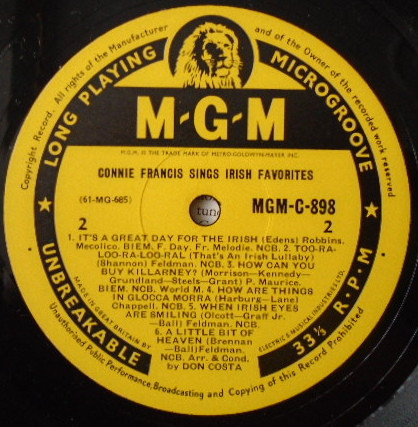 Copyright Record. All rights of the Manufacturer and of the Owner of the recorded work reserved
LONG PLAYING MICROGROOVE
M-G-M
M.G.M. IS THE TRADE MARK OF METRO-GOLDWYN-MAYER INC.
CONNIE FRANCIS SINGS IRISH FAVORITES
(61-MG-685) MGM-C-898
2 2
tun
1. IT'S A GREAT DAY FOR THE IRISH (Edens) Robbins.
Mecolico. BIEM. F. Day. Fr. Melodie. NCB. 2. TOO-RA-
LOO-RA-LOO-RAL (That's An Irish Lullaby)
(Shannon) Feldman. NCB. 3. HOW CAN YOU
BUY KILLARNEY? (Morrison—Kennedy—
Grundland—Steels—Grant) P. Maurice.
BIEM. NCB. World M. 4. HOW ARE THINGS
IN GLOCCA MORRA (Harburg—Lane)
Chappell. NCB. 5. WHEN IRISH EYES
ARE SMILING (Olcott—Graff Jr.
—Ball) Feldman. NCB.
6. A LITTLE BIT OF
HEAVEN (Brennan
—Ball)Feldman.
NCB. Arr. & Cond.
by DON COSTA
UNBREAKABLE 33⅓ R.P.M
MADE IN GREAT BRITAIN BY ELECTRIC & MUSICAL INDUSTRIES LTD.
Unauthorised Public Performance, Broadcasting and Copying of this Record Prohibited